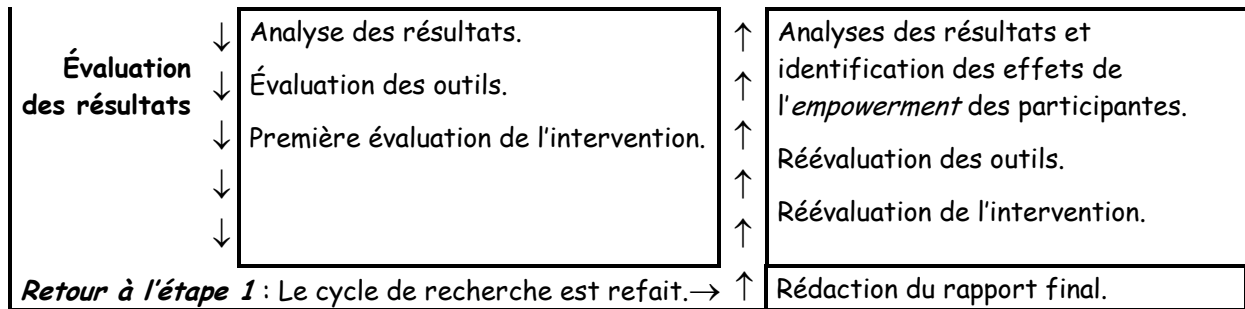 Évaluation
des résultats
↓
↓
↓
↓
↓
Analyse des résultats.
Évaluation des outils.
Première évaluation de l'intervention.
↑
↑
↑
↑
↑
Analyses des résultats et
identification des effets de
l'empowerment des participantes.
Réévaluation des outils.
Réévaluation de l'intervention.
Retour à l'étape 1 : Le cycle de recherche est refait.→ ↑
Rédaction du rapport final.